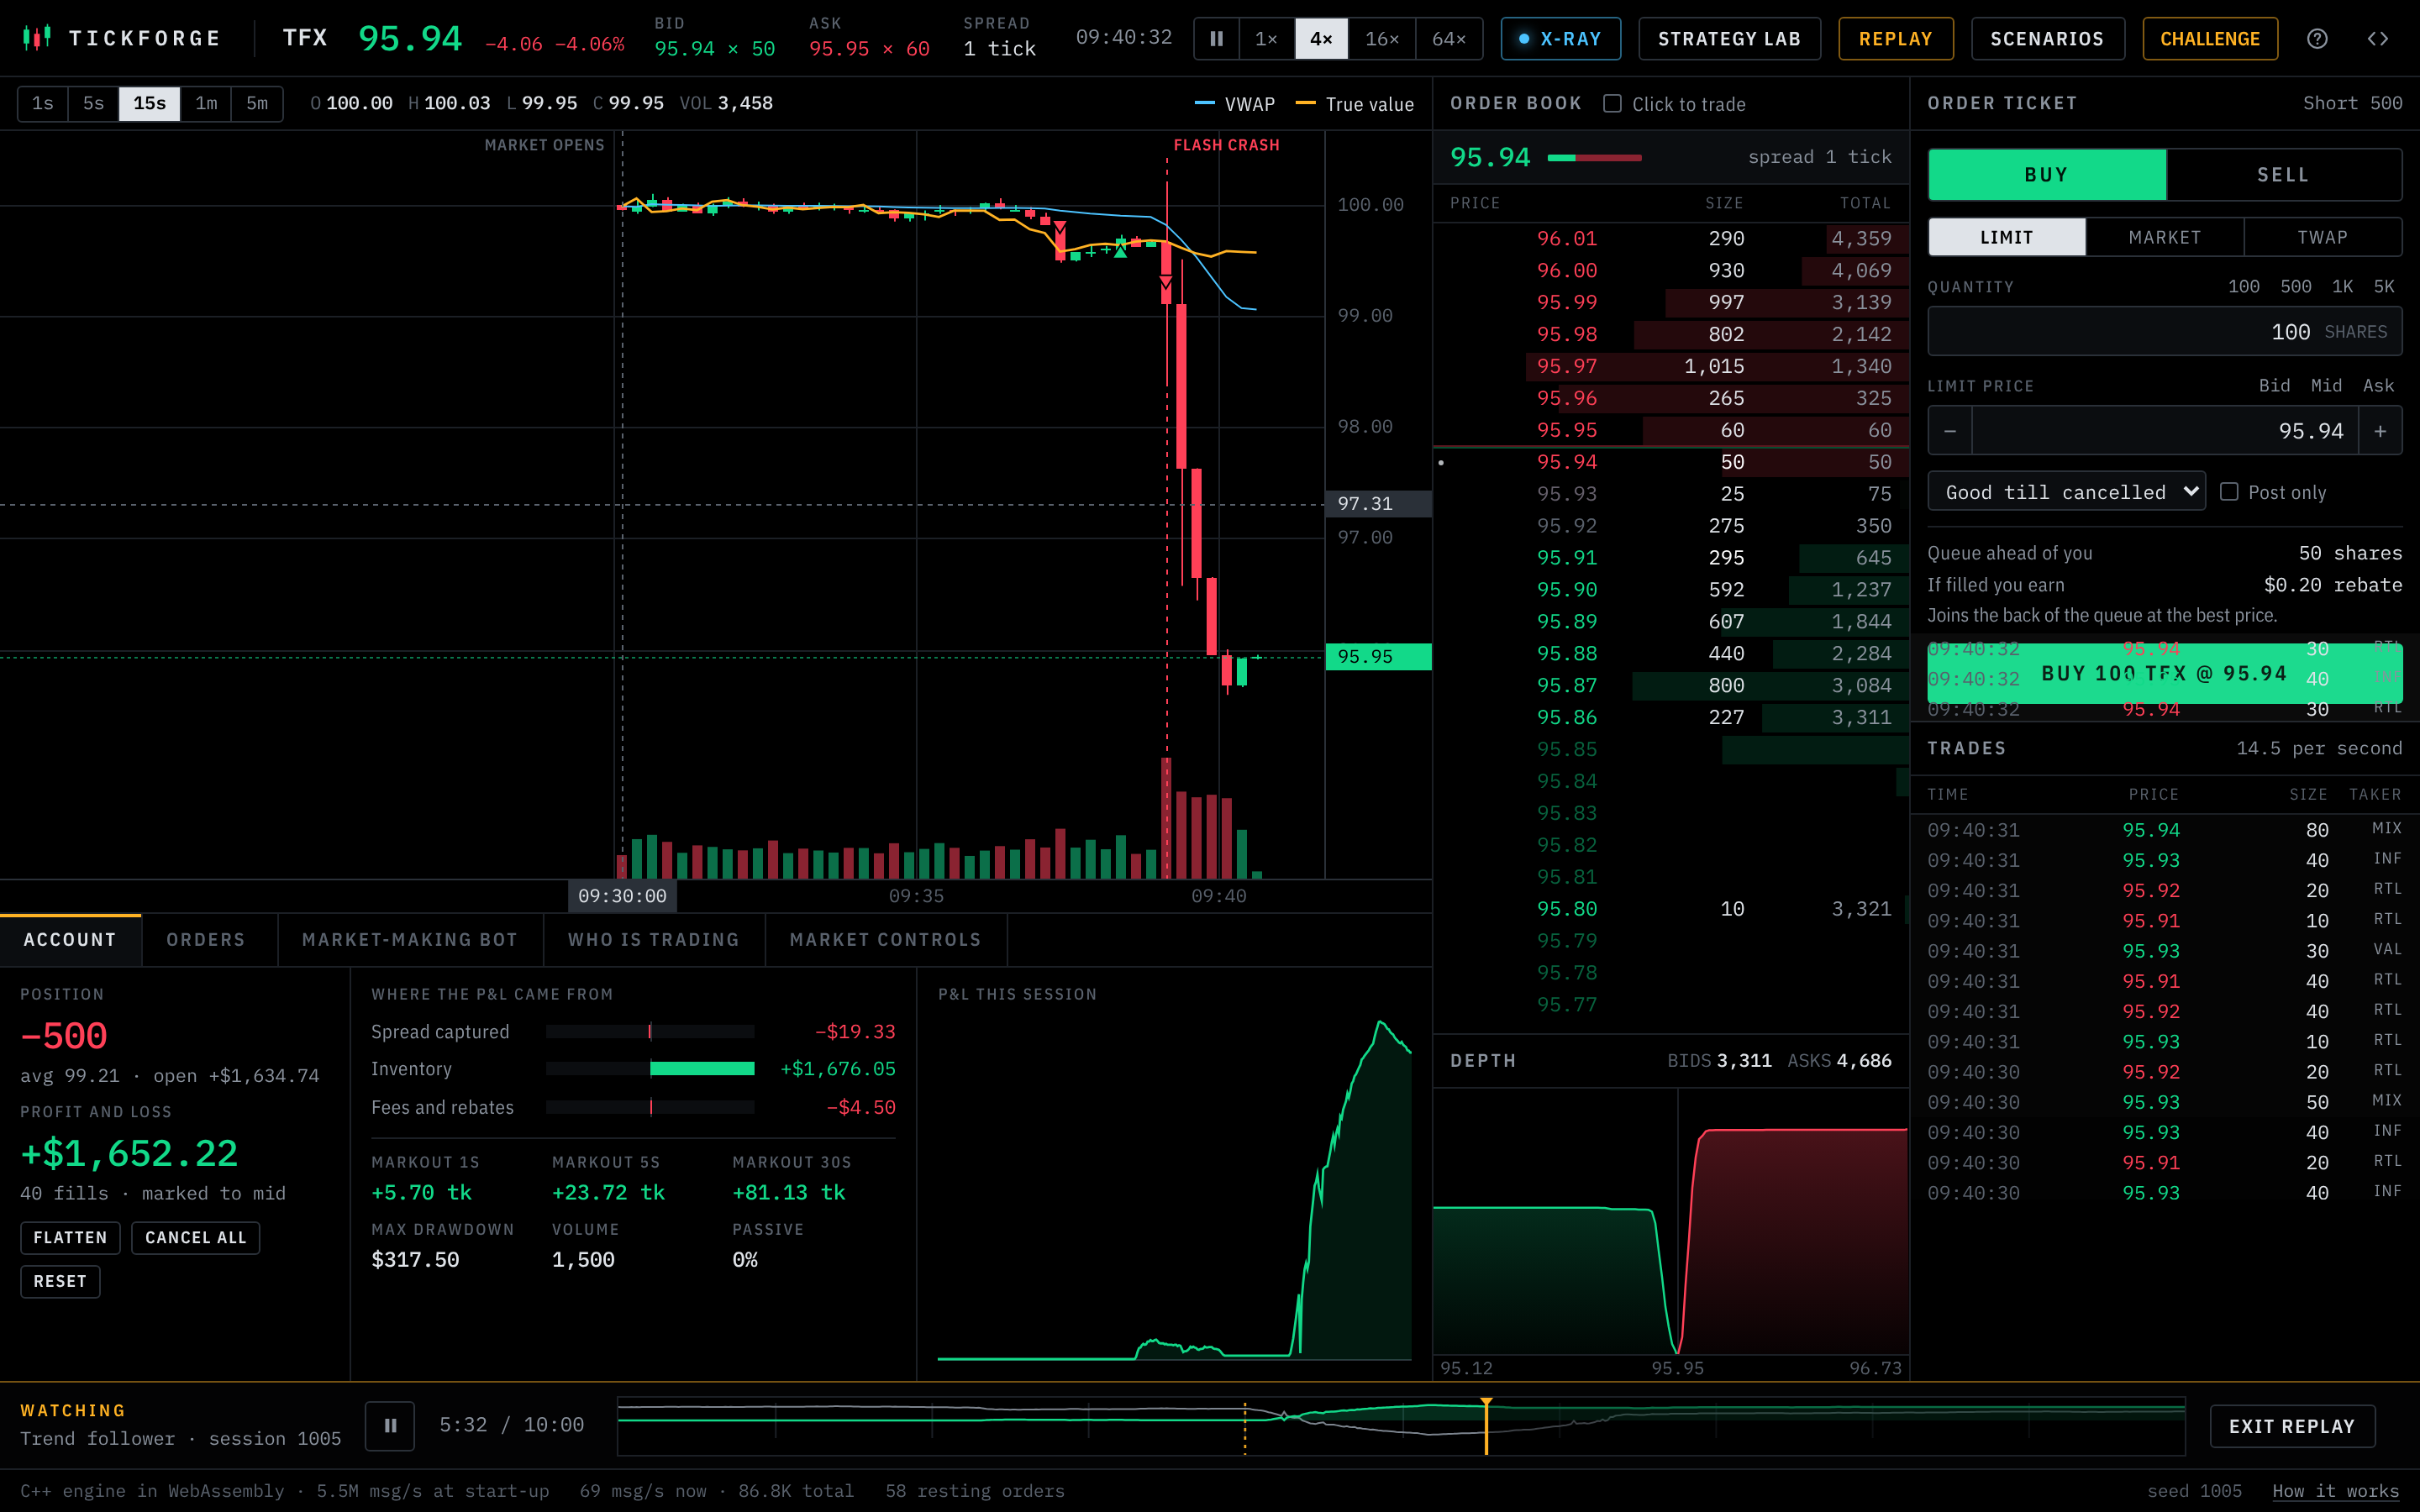 TICKFORGE TFX 95.94 −4.06 −4.06% BID 95.94 × 50 ASK 95.95 × 60 SPREAD 1 tick 09:40:32 1× 4× 16× 64× X-RAY STRATEGY LAB REPLAY SCENARIOS CHALLENGE
1s 5s 15s 1m 5m O 100.00 H 100.03 L 99.95 C 99.95 VOL 3,458 VWAP True value
MARKET OPENS FLASH CRASH
100.00
99.00
98.00
97.31
97.00
95.95
09:30:00 09:35 09:40
ORDER BOOK Click to trade
95.94 spread 1 tick
PRICE SIZE TOTAL
96.01 290 4,359
96.00 930 4,069
95.99 997 3,139
95.98 802 2,142
95.97 1,015 1,340
95.96 265 325
95.95 60 60
95.94 50 50
95.93 25 75
95.92 275 350
95.91 295 645
95.90 592 1,237
95.89 607 1,844
95.88 440 2,284
95.87 800 3,084
95.86 227 3,311
95.85
95.84
95.83
95.82
95.81
95.80 10 3,321
95.79
95.78
95.77
DEPTH BIDS 3,311 ASKS 4,686
95.12 95.95 96.73
ORDER TICKET Short 500
BUY SELL
LIMIT MARKET TWAP
QUANTITY 100 500 1K 5K
100 SHARES
LIMIT PRICE Bid Mid Ask
− 95.94 +
Good till cancelled Post only
Queue ahead of you 50 shares
If filled you earn $0.20 rebate
Joins the back of the queue at the best price.
09:40:32 95.94 30 RTL
BUY 100 TFX @ 95.94
09:40:32 40 INF
09:40:32 95.94 30 RTL
TRADES 14.5 per second
TIME PRICE SIZE TAKER
09:40:31 95.94 80 MIX
09:40:31 95.93 40 INF
09:40:31 95.92 20 RTL
09:40:31 95.91 10 RTL
09:40:31 95.93 30 VAL
09:40:31 95.91 40 RTL
09:40:31 95.92 40 RTL
09:40:31 95.93 10 RTL
09:40:30 95.92 20 RTL
09:40:30 95.93 50 MIX
09:40:30 95.93 40 INF
09:40:30 95.91 20 RTL
09:40:30 95.93 40 INF
ACCOUNT ORDERS MARKET-MAKING BOT WHO IS TRADING MARKET CONTROLS
POSITION
−500
avg 99.21 · open +$1,634.74
PROFIT AND LOSS
+$1,652.22
40 fills · marked to mid
FLATTEN CANCEL ALL
RESET
WHERE THE P&L CAME FROM
Spread captured −$19.33
Inventory +$1,676.05
Fees and rebates −$4.50
MARKOUT 1S MARKOUT 5S MARKOUT 30S
+5.70 tk +23.72 tk +81.13 tk
MAX DRAWDOWN VOLUME PASSIVE
$317.50 1,500 0%
P&L THIS SESSION
WATCHING
Trend follower · session 1005
5:32 / 10:00
EXIT REPLAY
C++ engine in WebAssembly · 5.5M msg/s at start-up 69 msg/s now · 86.8K total 58 resting orders seed 1005 How it works